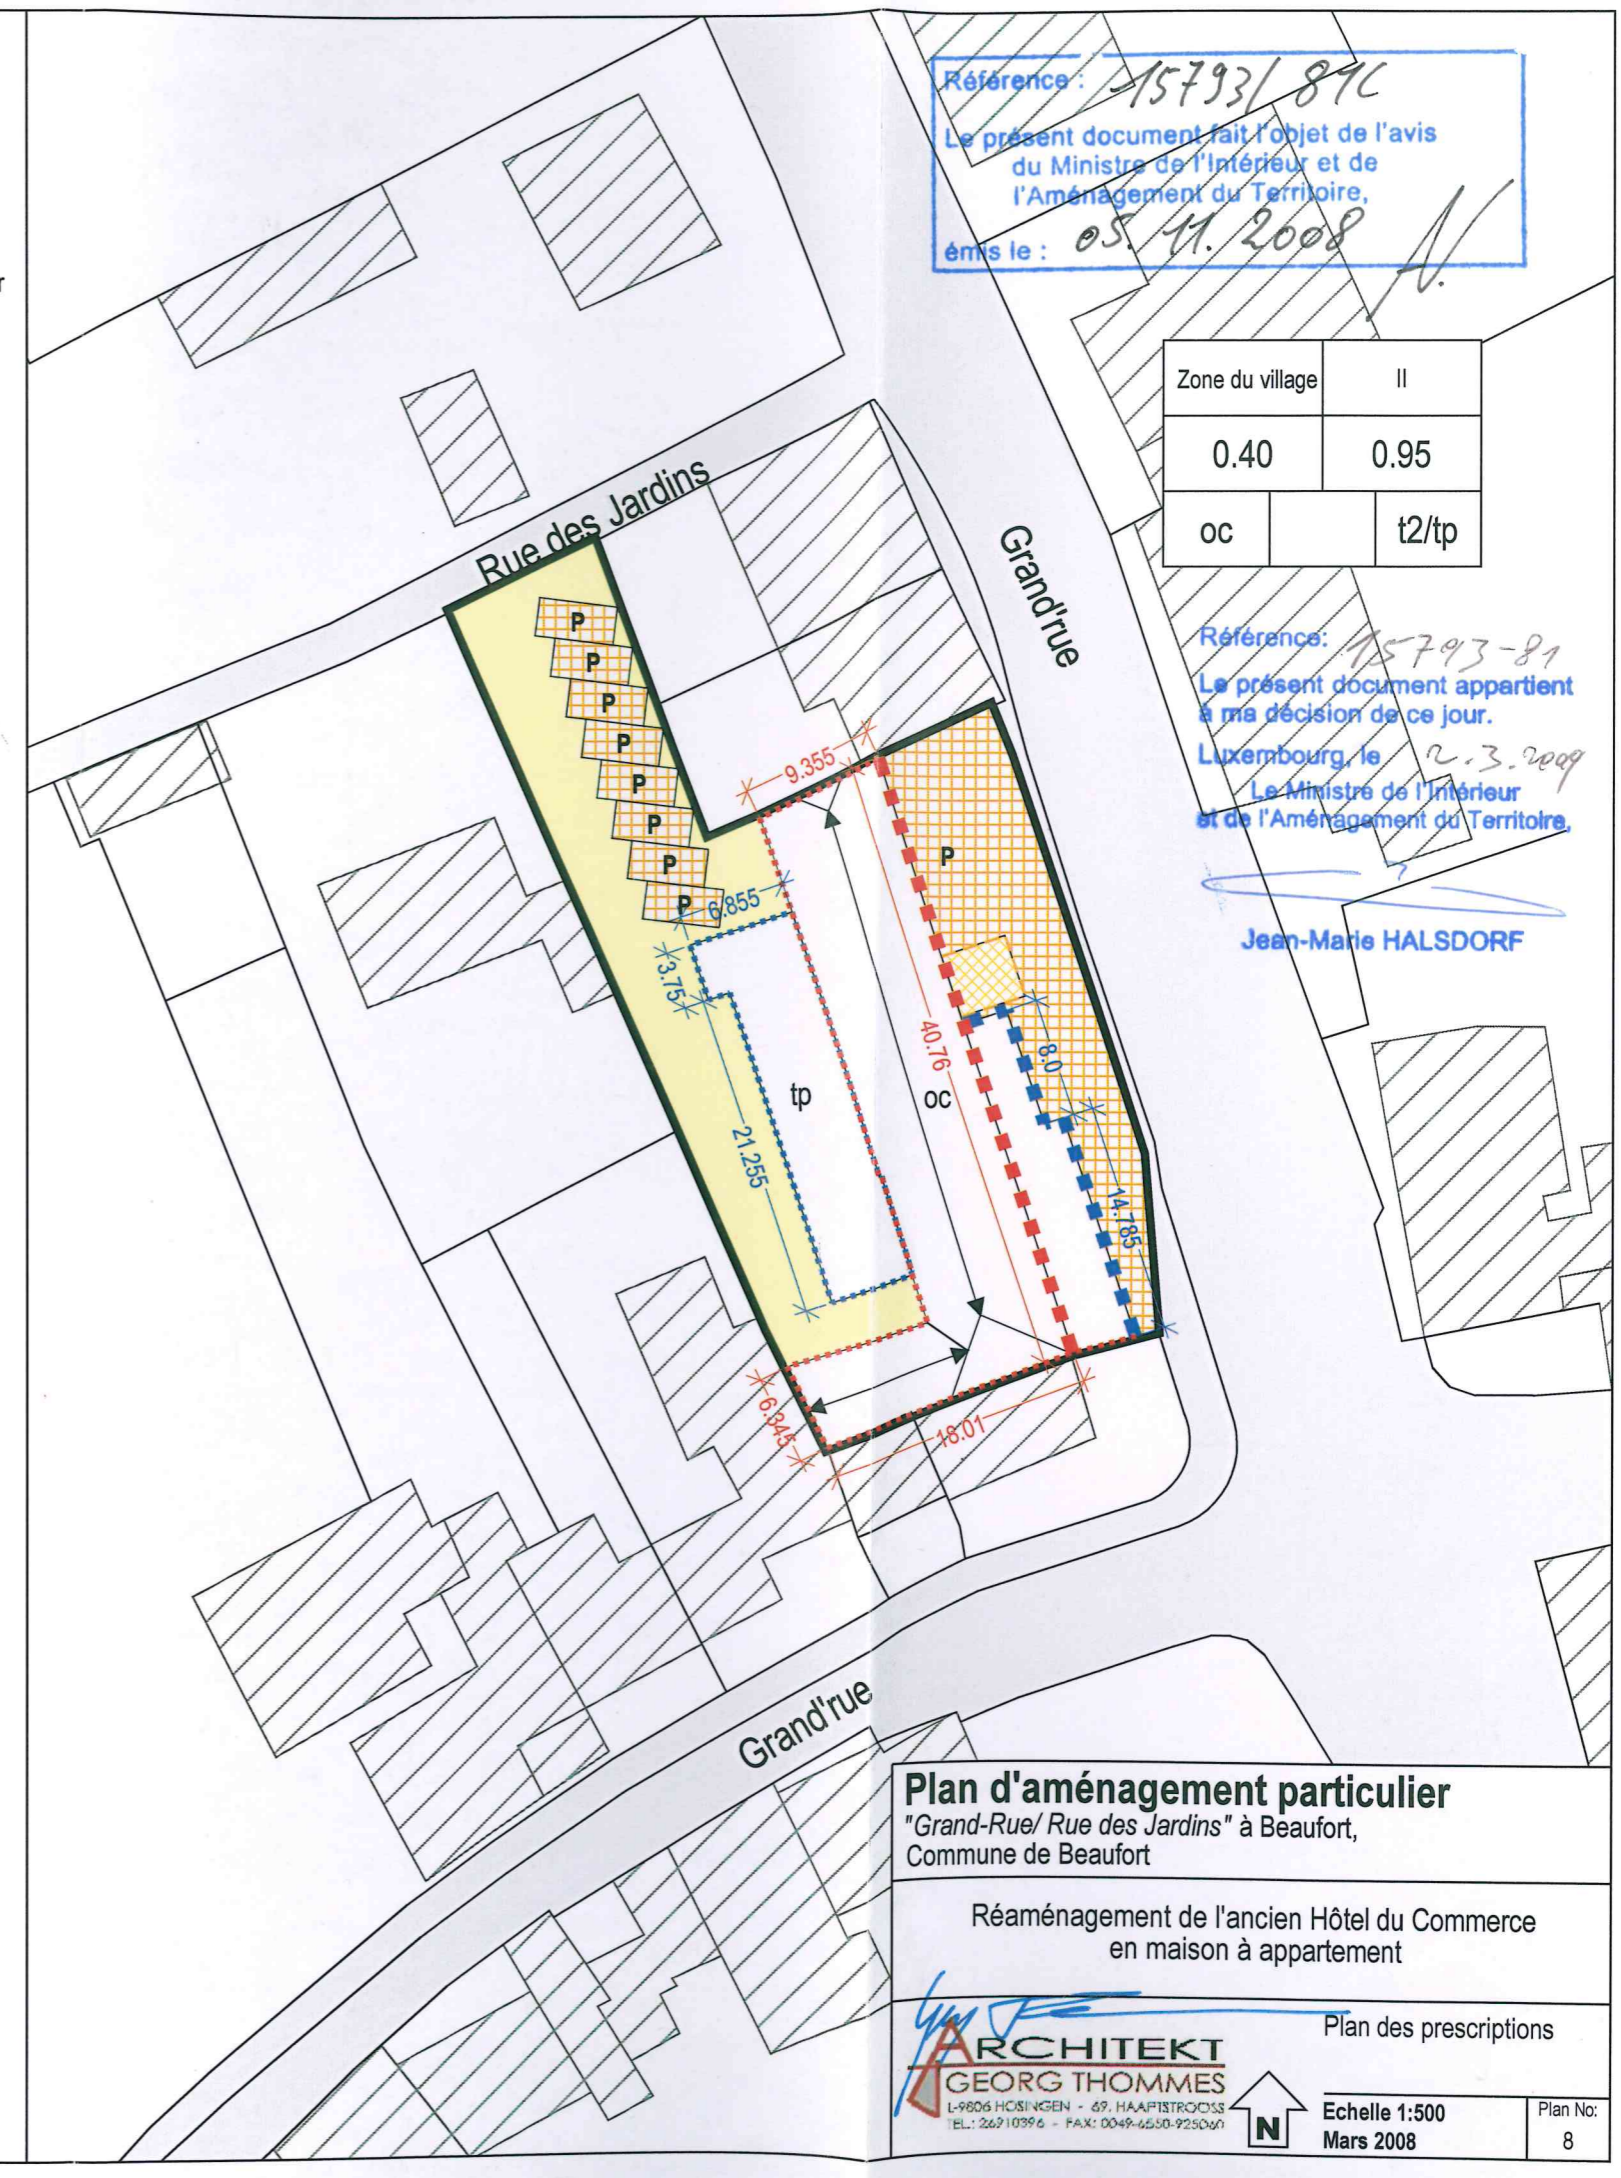 r
Référence : 15793/ 81C
Le présent document fait l'objet de l'avis
du Ministre de l'Intérieur et de
l'Aménagement du Territoire,
émis le : 05. 11. 2008
Zone du village II
0.40 0.95
oc t2/tp
Rue des Jardins
Grand'rue
Référence: 15793-81
Le présent document appartient
à ma décision de ce jour.
Luxembourg, le 2.3.2009
Le Ministre de l'Intérieur
et de l'Aménagement du Territoire,
Jean-Marie HALSDORF
P
P
P
P
P
P
P
P
9.355
P
6.855
3.75
40.76
8.0
tp
oc
21.255
14.785
6.345
18.01
Grand'rue
Plan d'aménagement particulier
"Grand-Rue/ Rue des Jardins" à Beaufort,
Commune de Beaufort
Réaménagement de l'ancien Hôtel du Commerce
en maison à appartement
Plan des prescriptions
ARCHITEKT
GEORG THOMMES
L-9806 HOSINGEN - 69, HAAPTSTROOSS
TEL: 26910396 - FAX: 0049-6550-925060
N
Echelle 1:500
Mars 2008
Plan No:
8